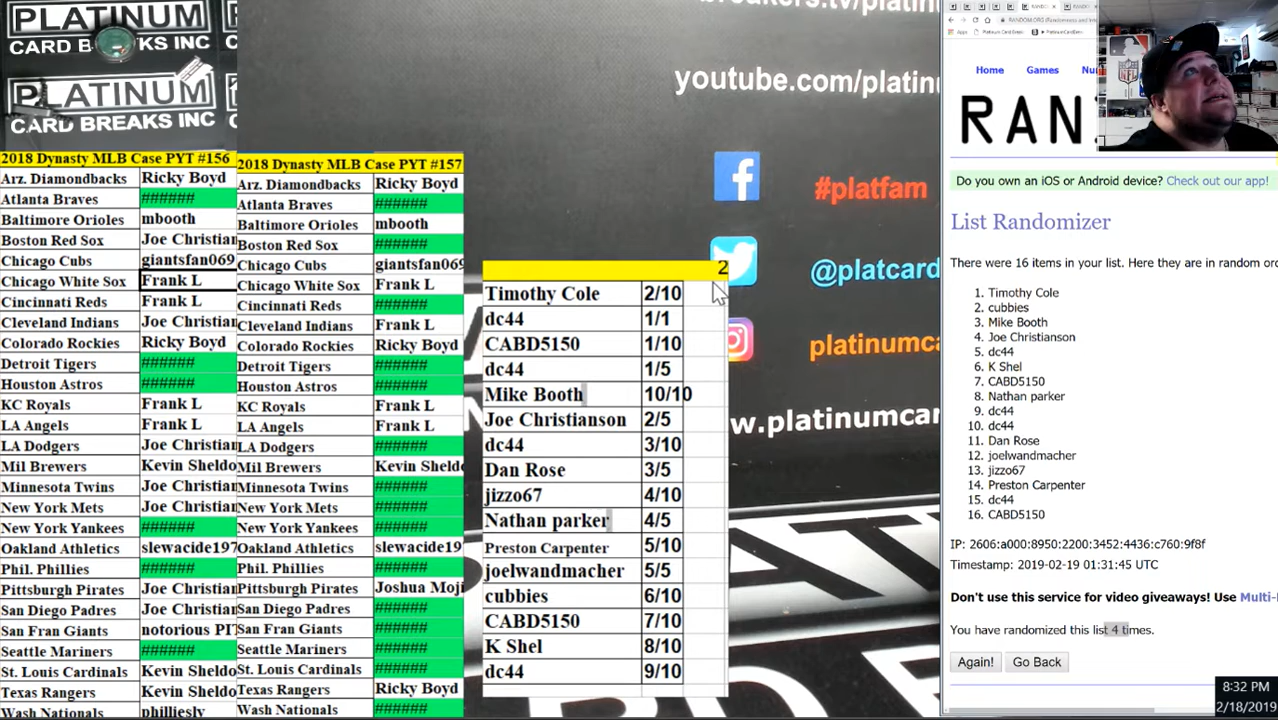 PLATINUM
CARD BREAKS INC
PLATINUM
CARD BREAKS INC
breakers.tv/platinu
youtube.com/platin
#platfam
@platcard
platinumca
w.platinumcar
2018 Dynasty MLB Case PYT #156
Arz. Diamondbacks Ricky Boyd
Atlanta Braves ######
Baltimore Orioles mbooth
Boston Red Sox Joe Christian
Chicago Cubs giantsfan069
Chicago White Sox Frank L
Cincinnati Reds Frank L
Cleveland Indians Joe Christian
Colorado Rockies Ricky Boyd
Detroit Tigers ######
Houston Astros ######
KC Royals Frank L
LA Angels Frank L
LA Dodgers Joe Christian
Mil Brewers Kevin Sheldo
Minnesota Twins Joe Christian
New York Mets Joe Christian
New York Yankees ######
Oakland Athletics slewacide197
Phil. Phillies ######
Pittsburgh Pirates Joe Christian
San Diego Padres Joe Christian
San Fran Giants notorious PIT
Seattle Mariners ######
St. Louis Cardinals Kevin Sheldo
Texas Rangers Kevin Sheldo
Wash Nationals philliesly
2018 Dynasty MLB Case PYT #157
Arz. Diamondbacks Ricky Boyd
Atlanta Braves ######
Baltimore Orioles mbooth
Boston Red Sox ######
Chicago Cubs giantsfan069
Chicago White Sox Frank L
Cincinnati Reds ######
Cleveland Indians Frank L
Colorado Rockies Ricky Boyd
Detroit Tigers ######
Houston Astros ######
KC Royals Frank L
LA Angels Frank L
LA Dodgers ######
Mil Brewers Kevin Sheldo
Minnesota Twins ######
New York Mets ######
New York Yankees ######
Oakland Athletics slewacide19
Phil. Phillies ######
Pittsburgh Pirates Joshua Moji
San Diego Padres ######
San Fran Giants ######
Seattle Mariners ######
St. Louis Cardinals ######
Texas Rangers Ricky Boyd
Wash Nationals ######
2
Timothy Cole 2/10
dc44 1/1
CABD5150 1/10
dc44 1/5
Mike Booth 10/10
Joe Christianson 2/5
dc44 3/10
Dan Rose 3/5
jizzo67 4/10
Nathan parker 4/5
Preston Carpenter 5/10
joelwandmacher 5/5
cubbies 6/10
CABD5150 7/10
K Shel 8/10
dc44 9/10
Home Games Nu
RAN
Do you own an iOS or Android device? Check out our app!
List Randomizer
There were 16 items in your list. Here they are in random ord
1. Timothy Cole
2. cubbies
3. Mike Booth
4. Joe Christianson
5. dc44
6. K Shel
7. CABD5150
8. Nathan parker
9. dc44
10. dc44
11. Dan Rose
12. joelwandmacher
13. jizzo67
14. Preston Carpenter
15. dc44
16. CABD5150
IP: 2606:a000:8950:2200:3452:4436:c760:9f8f
Timestamp: 2019-02-19 01:31:45 UTC
Don't use this service for video giveaways! Use Multi-
You have randomized this list 4 times.
Again! Go Back
8:32 PM
2/18/2019